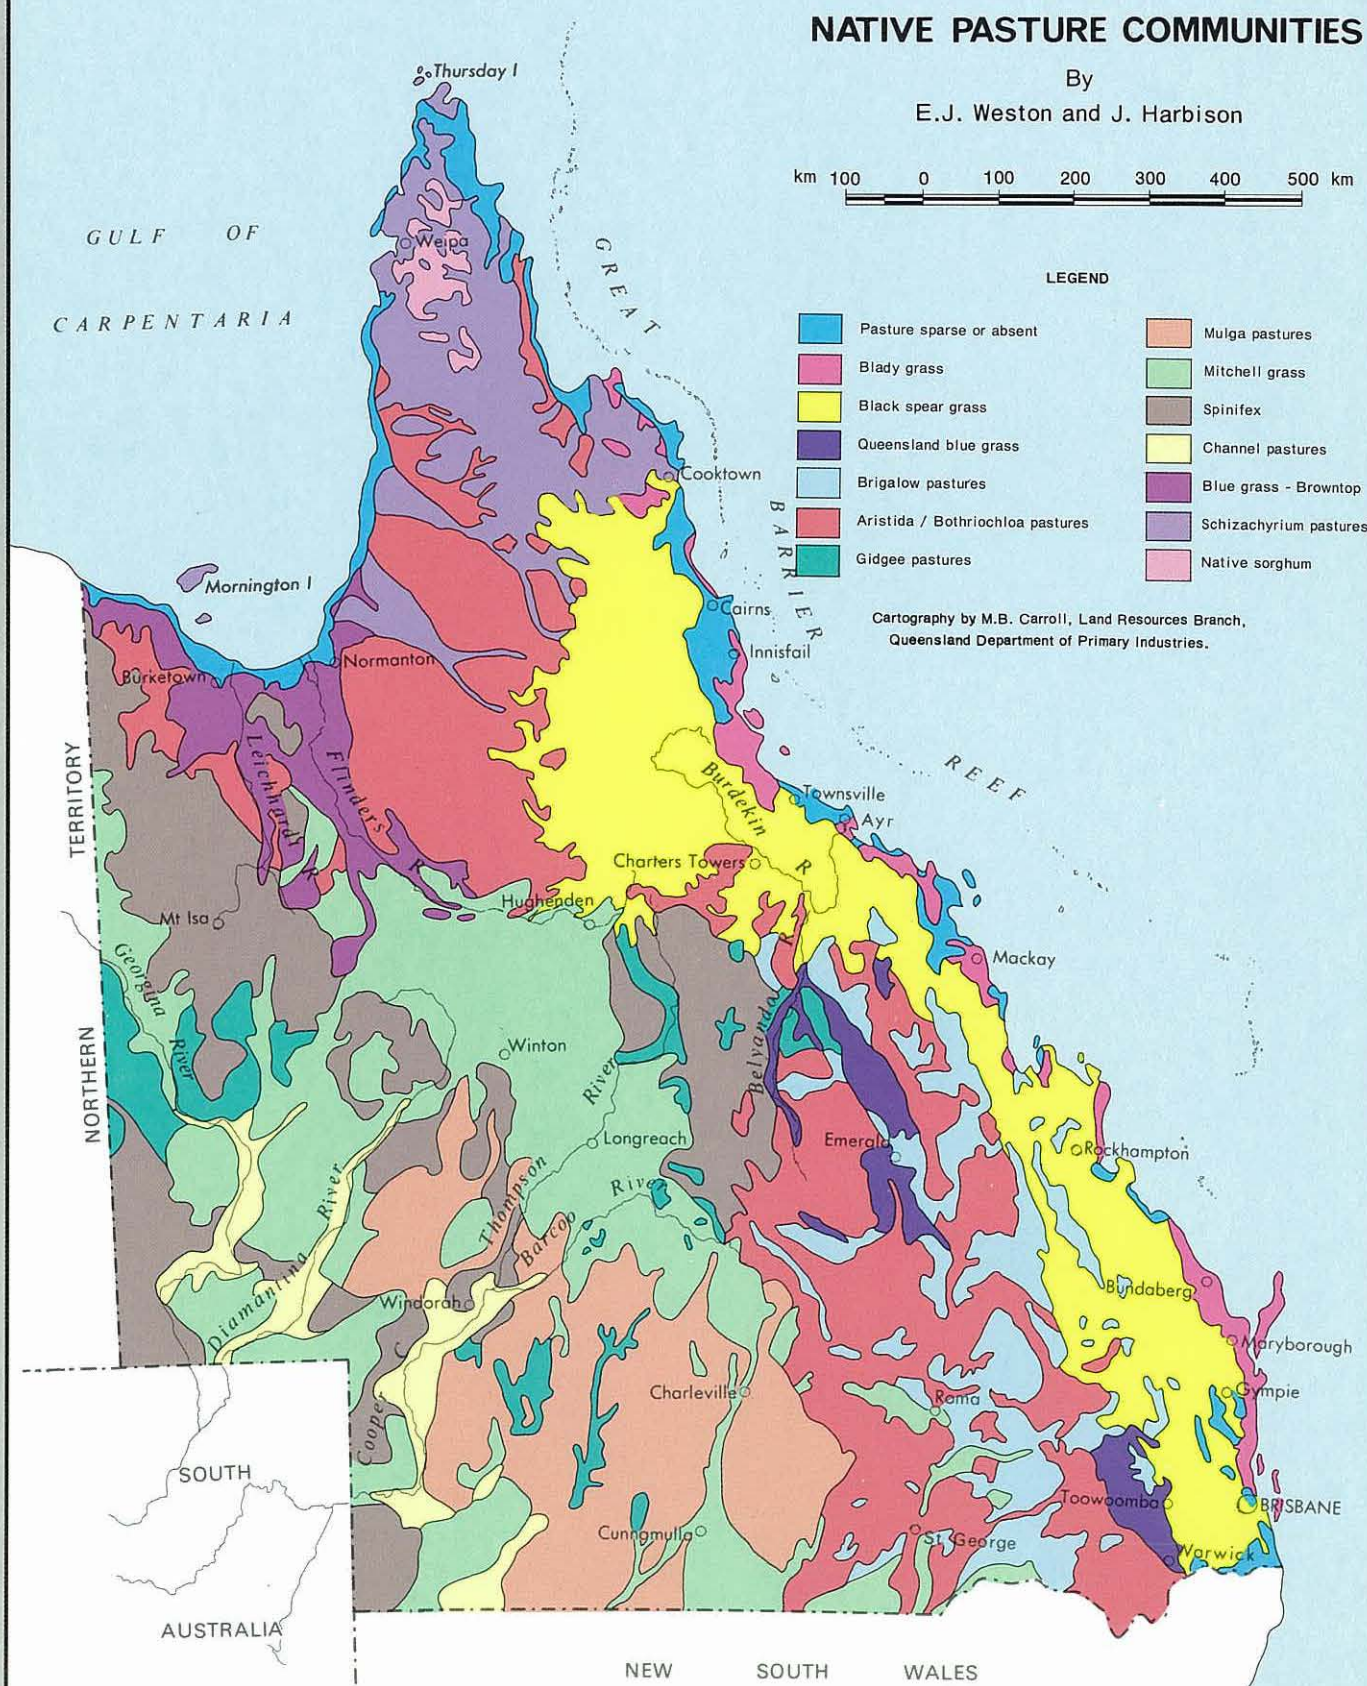 NATIVE PASTURE COMMUNITIES
By
E.J. Weston and J. Harbison
km 100 0 100 200 300 400 500 km
LEGEND
Pasture sparse or absent
Blady grass
Black spear grass
Queensland blue grass
Brigalow pastures
Aristida / Bothriochloa pastures
Gidgee pastures
Mulga pastures
Mitchell grass
Spinifex
Channel pastures
Blue grass - Browntop
Schizachyrium pastures
Native sorghum
Cartography by M.B. Carroll, Land Resources Branch,
Queensland Department of Primary Industries.
Thursday I
GULF OF
CARPENTARIA
Weipa
GREAT
BARRIER
REEF
Cooktown
Mornington I
Cairns
Innisfail
Normanton
Burketown
Leichhardt
R
Flinders
R
Burdekin
R
Townsville
Ayr
Charters Towers
Hughenden
Mt Isa
TERRITORY
NORTHERN
Georgina
River
Mackay
Winton
River
Belyando
R
Longreach
Emerald
Rockhampton
Thompson
Barcoo
River
Diamantina
River
Windorah
Cooper
C
Bundaberg
Maryborough
Charleville
Roma
Gympie
SOUTH
AUSTRALIA
Toowoomba
BRISBANE
Cunnamulla
St. George
Warwick
NEW SOUTH WALES